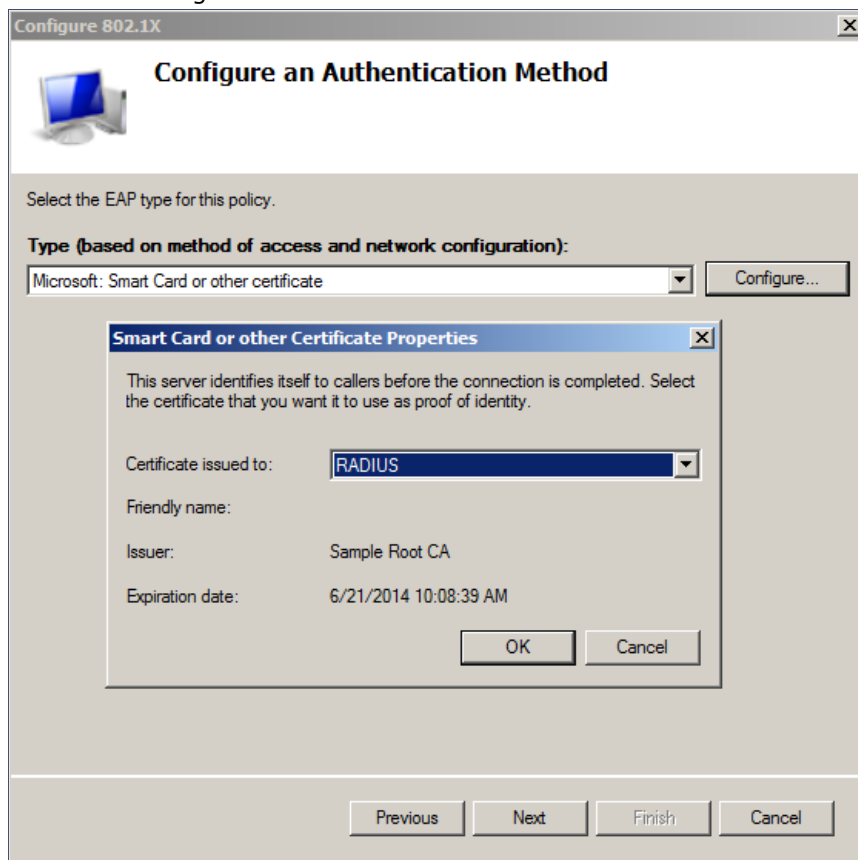 Configure 802.1X
Configure an Authentication Method
Select the EAP type for this policy.
Type (based on method of access and network configuration):
Microsoft: Smart Card or other certificate
Configure...
Smart Card or other Certificate Properties
This server identifies itself to callers before the connection is completed. Select
the certificate that you want it to use as proof of identity.
Certificate issued to:
RADIUS
Friendly name:
Issuer:
Sample Root CA
Expiration date:
6/21/2014 10:08:39 AM
OK
Cancel
Previous
Next
Finish
Cancel